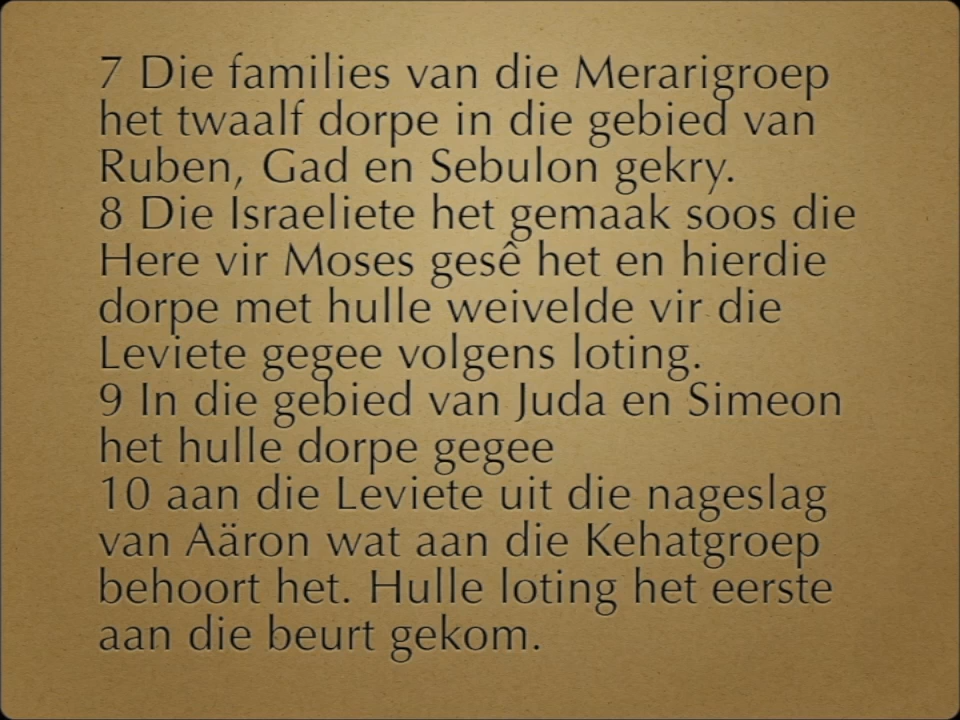 7 Die families van die Merarigroep
het twaalf dorpe in die gebied van
Ruben, Gad en Sebulon gekry.
8 Die Israeliete het gemaak soos die
Here vir Moses gesê het en hierdie
dorpe met hulle weivelde vir die
Leviete gegee volgens loting.
9 In die gebied van Juda en Simeon
het hulle dorpe gegee
10 aan die Leviete uit die nageslag
van Aäron wat aan die Kehatgroep
behoort het. Hulle loting het eerste
aan die beurt gekom.